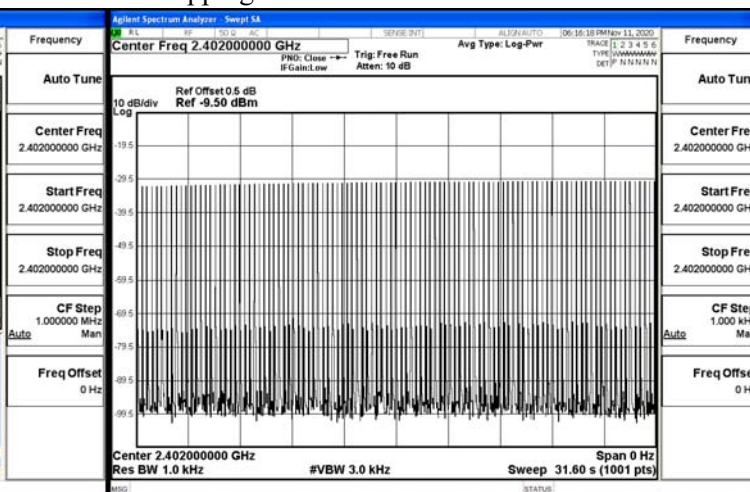 Agilent Spectrum Analyzer - Swept SA
RL RF 50 Ω AC SENSE:INT ALIGN AUTO 06:16:18 PM Nov 11, 2020
Center Freq 2.402000000 GHz
PNO: Close
IFGain:Low
Trig: Free Run
Atten: 10 dB
Avg Type: Log-Pwr
TRACE 1 2 3 4 5 6
TYPE
DET P N N N N N
Ref Offset 0.5 dB
10 dB/div Ref -9.50 dBm
Log
-19.5
-29.5
-39.5
-49.5
-59.5
-69.5
-79.5
-89.5
-99.5
Center 2.402000000 GHz Span 0 Hz
Res BW 1.0 kHz #VBW 3.0 kHz Sweep 31.60 s (1001 pts)
MSG STATUS
Frequency
Auto Tune
Center Freq
2.402000000 GHz
Start Freq
2.402000000 GHz
Stop Freq
2.402000000 GHz
CF Step
1.000000 MHz
Auto Man
Freq Offset
0 Hz
Frequency
Auto Tun
Center Fre
2.402000000 GH
Start Fre
2.402000000 GH
Stop Fre
2.402000000 GH
CF Ste
1.000 kH
Auto Ma
Freq Offse
0 H